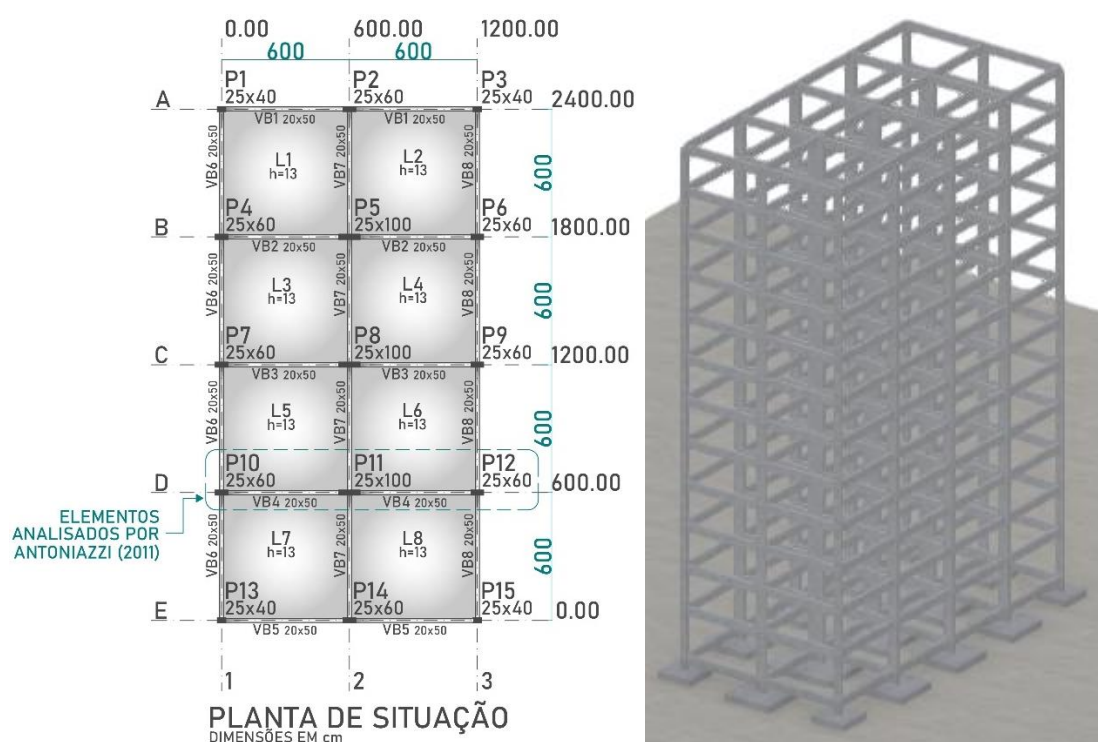 0.00 600.00 1200.00
600 600
P1 P2 P3
25x40 25x60 25x40
A 2400.00
VB1 20x50 VB1 20x50
VB6 20x50 L1 h=13 VB7 20x50 L2 h=13 VB8 20x50 600
P4 P5 P6
25x60 25x100 25x60
B 1800.00
VB2 20x50 VB2 20x50
VB6 20x50 L3 h=13 VB7 20x50 L4 h=13 VB8 20x50 600
P7 P8 P9
25x60 25x100 25x60
C 1200.00
VB3 20x50 VB3 20x50
VB6 20x50 L5 h=13 VB7 20x50 L6 h=13 VB8 20x50 600
P10 P11 P12
25x60 25x100 25x60
D 600.00
VB4 20x50 VB4 20x50
ELEMENTOS
ANALISADOS POR
ANTONIAZZI (2011)
VB6 20x50 L7 h=13 VB7 20x50 L8 h=13 VB8 20x50 600
P13 P14 P15
25x40 25x60 25x40
E 0.00
VB5 20x50 VB5 20x50
1 2 3
PLANTA DE SITUAÇÃO
DIMENSÕES EM cm